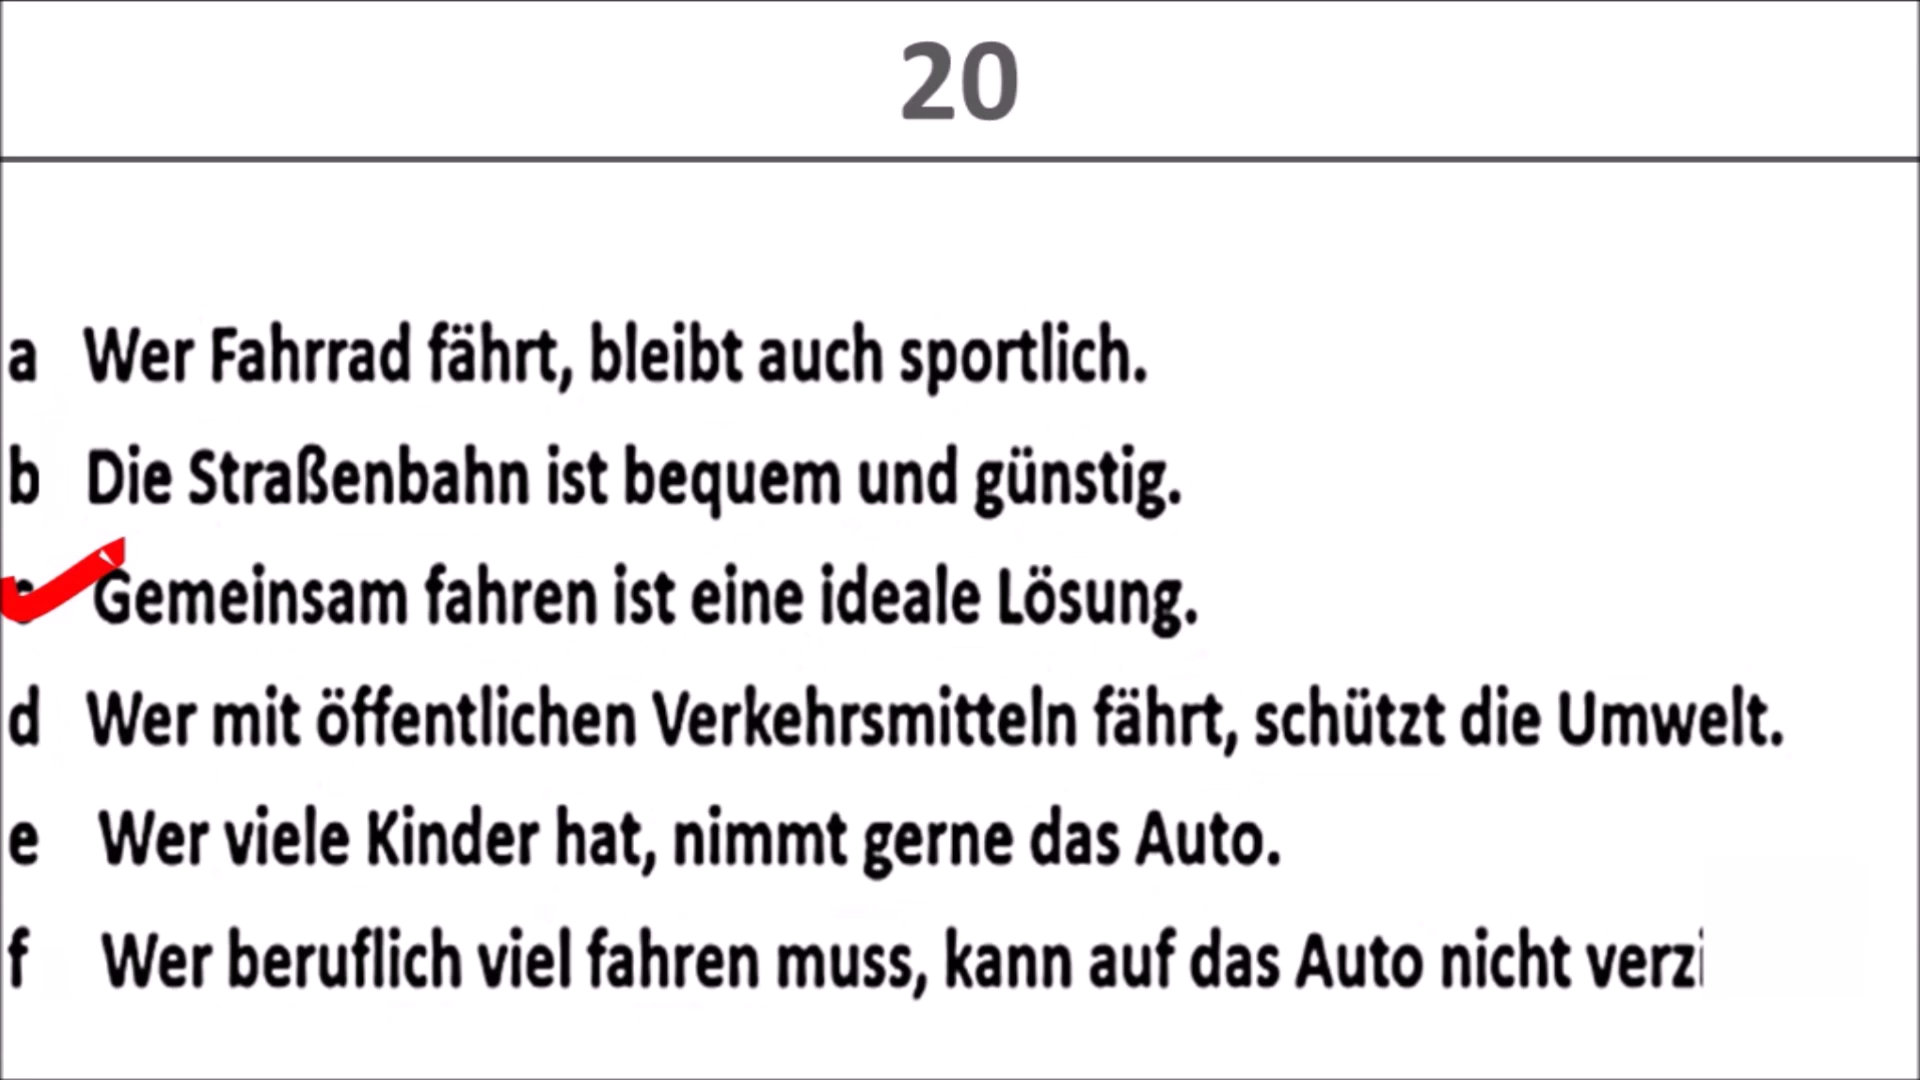 20
a Wer Fahrrad fährt, bleibt auch sportlich.
b Die Straßenbahn ist bequem und günstig.
Gemeinsam fahren ist eine ideale Lösung.
d Wer mit öffentlichen Verkehrsmitteln fährt, schützt die Umwelt.
e Wer viele Kinder hat, nimmt gerne das Auto.
f Wer beruflich viel fahren muss, kann auf das Auto nicht